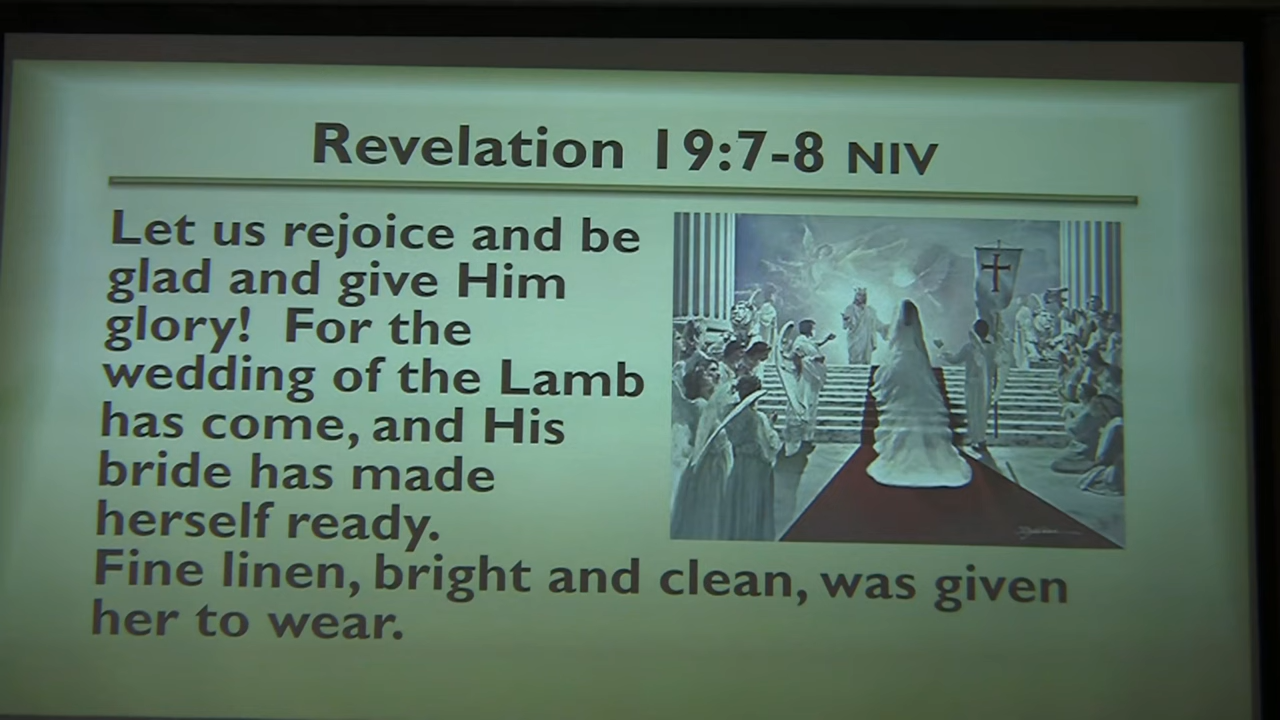 Revelation 19:7-8 NIV
Let us rejoice and be
glad and give Him
glory! For the
wedding of the Lamb
has come, and His
bride has made
herself ready.
Fine linen, bright and clean, was given
her to wear.